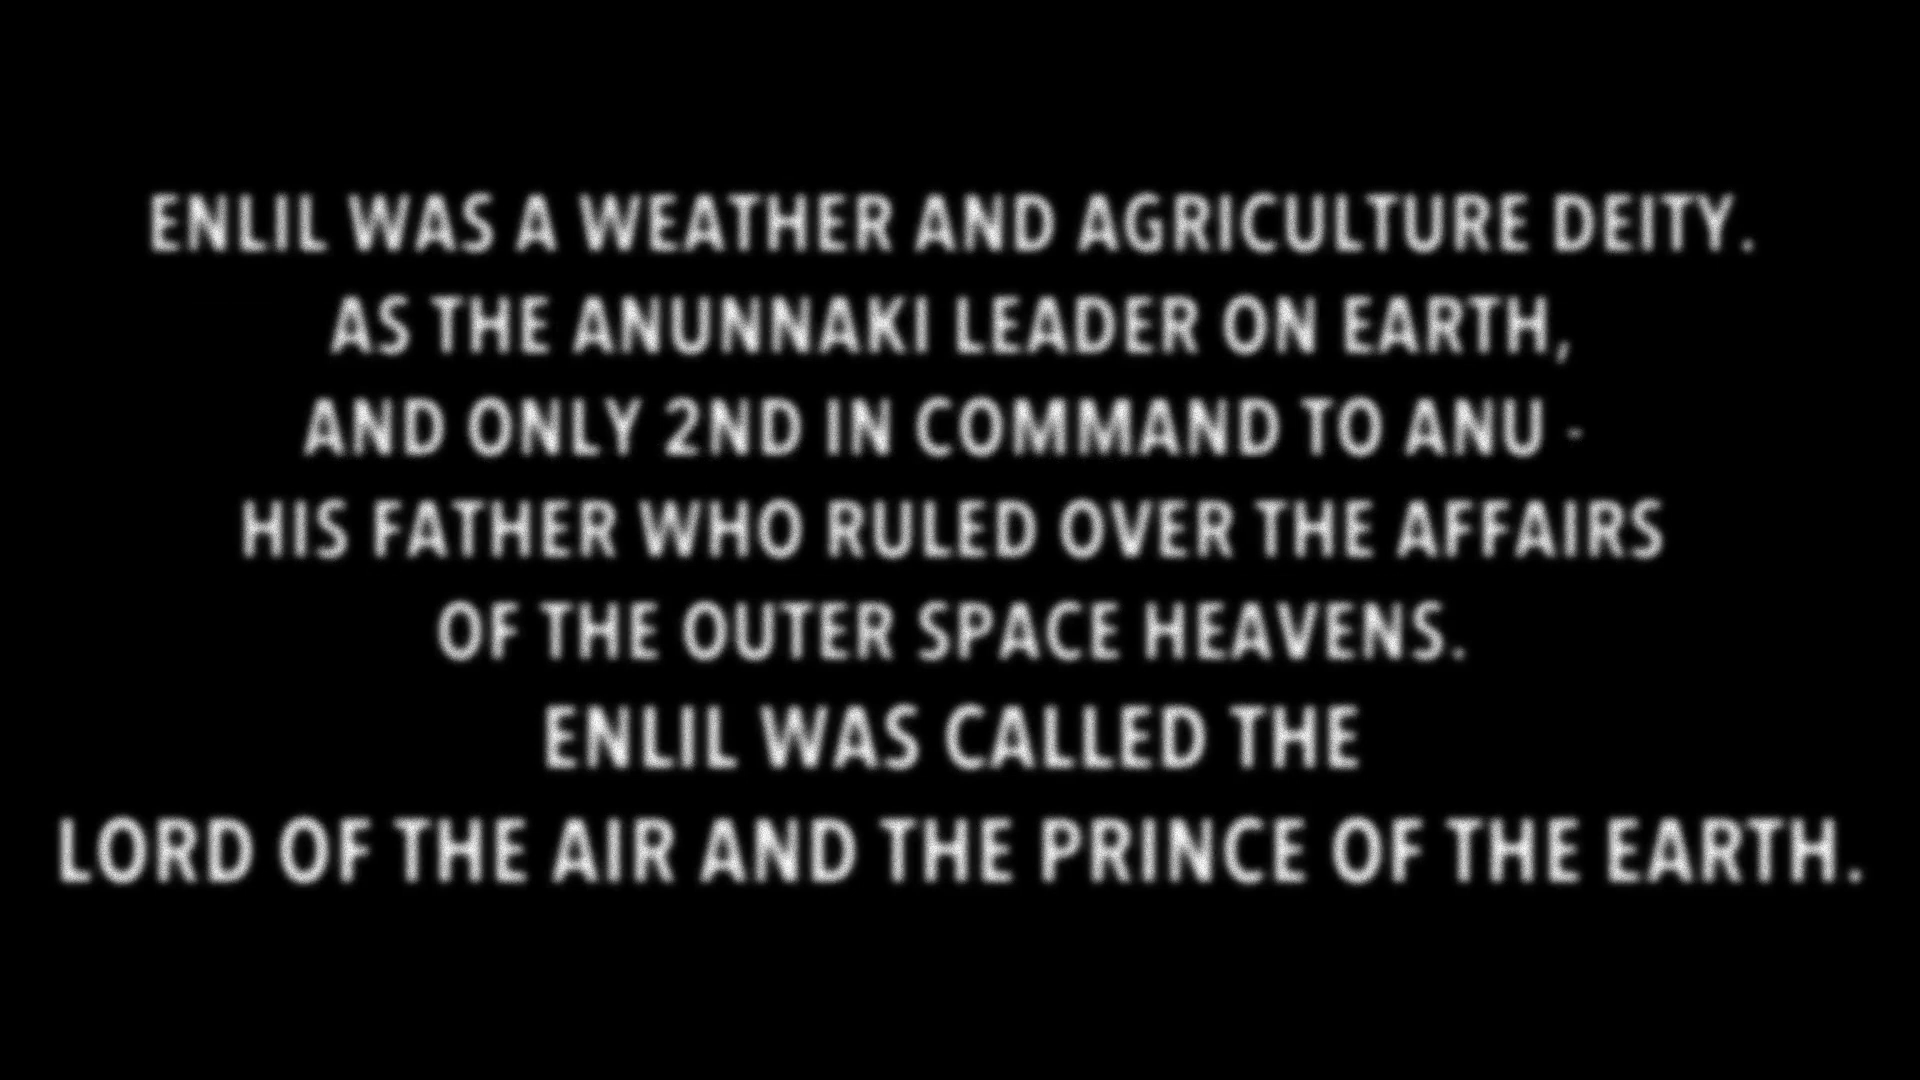 ENLIL WAS A WEATHER AND AGRICULTURE DEITY.
AS THE ANUNNAKI LEADER ON EARTH,
AND ONLY 2ND IN COMMAND TO ANU -
HIS FATHER WHO RULED OVER THE AFFAIRS
OF THE OUTER SPACE HEAVENS.
ENLIL WAS CALLED THE
LORD OF THE AIR AND THE PRINCE OF THE EARTH.